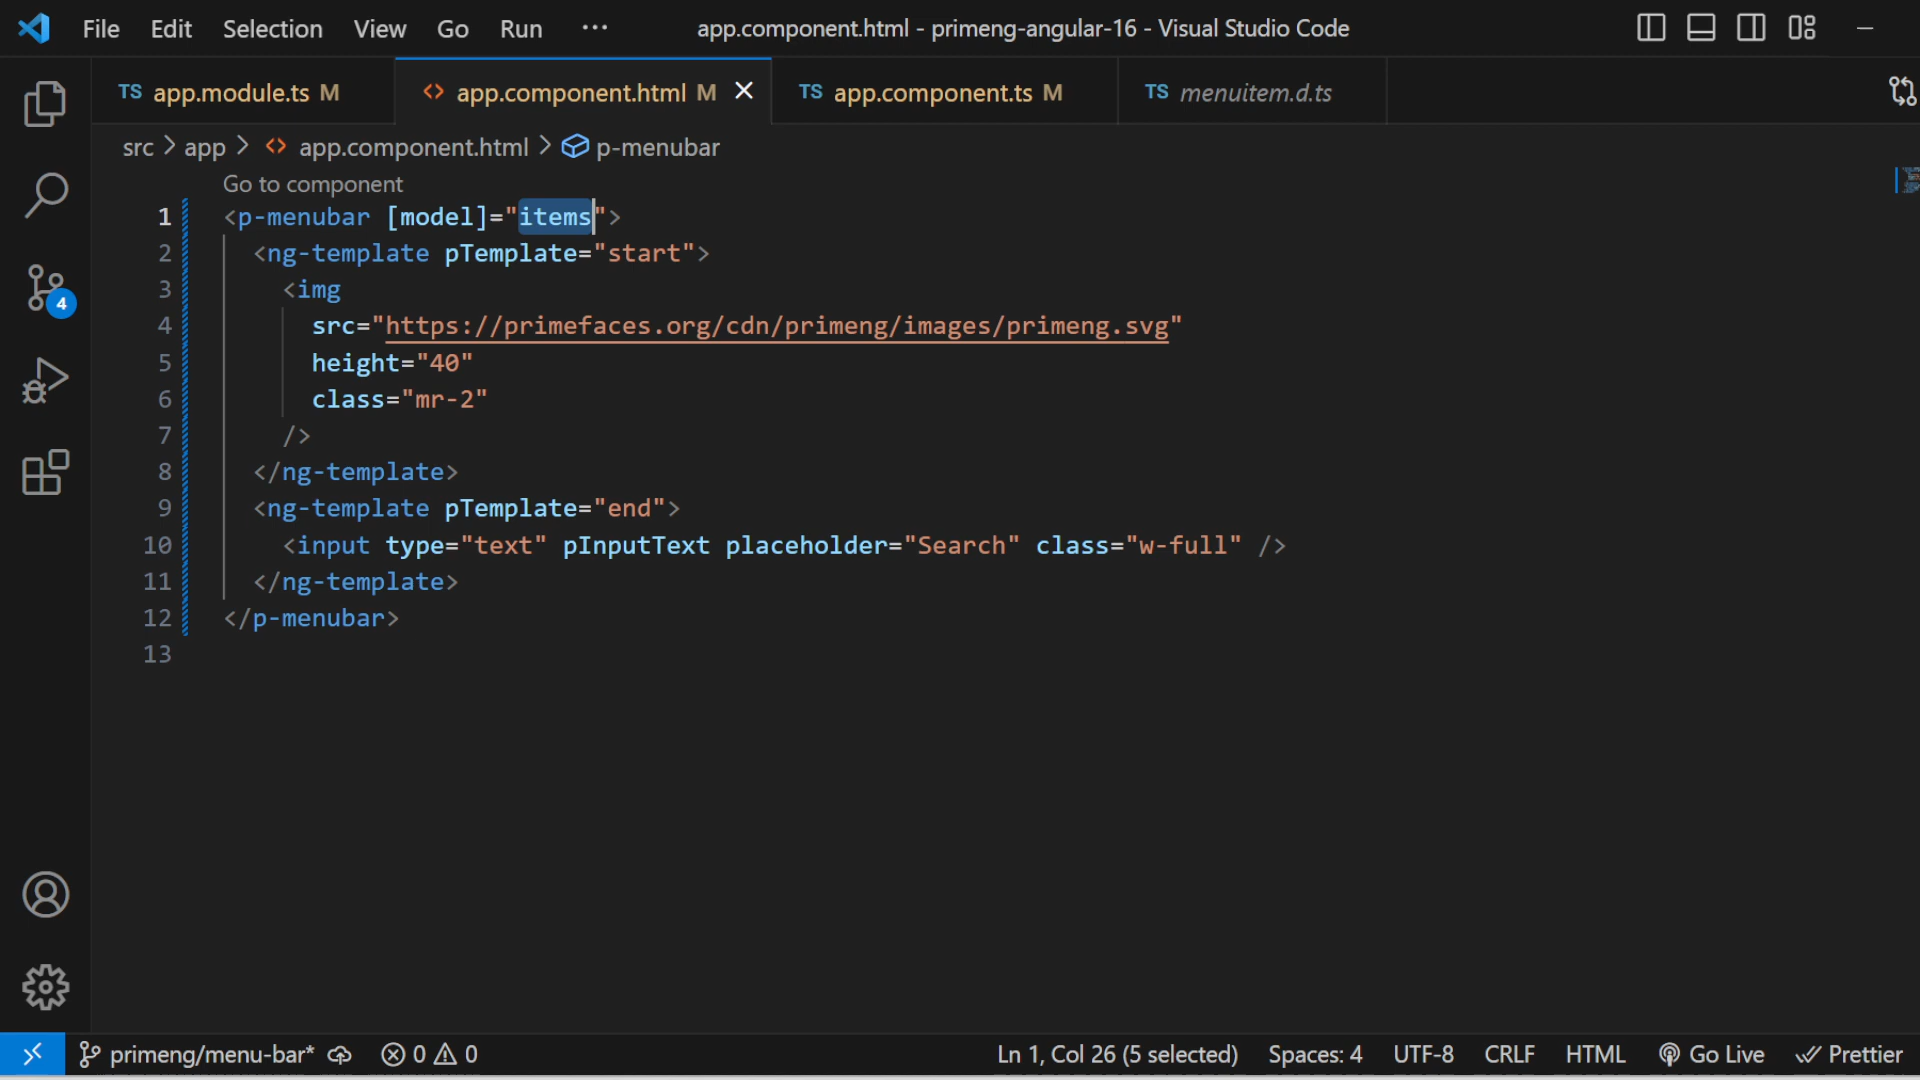 File Edit Selection View Go Run ··· app.component.html - primeng-angular-16 - Visual Studio Code
TS app.module.ts M <> app.component.html M TS app.component.ts M TS menuitem.d.ts
src > app > <> app.component.html > p-menubar
Go to component
1 <p-menubar [model]="items">
2 <ng-template pTemplate="start">
3 <img
4 src="https://primefaces.org/cdn/primeng/images/primeng.svg"
5 height="40"
6 class="mr-2"
7 />
8 </ng-template>
9 <ng-template pTemplate="end">
10 <input type="text" pInputText placeholder="Search" class="w-full" />
11 </ng-template>
12 </p-menubar>
13
4
primeng/menu-bar* 0 0 Ln 1, Col 26 (5 selected) Spaces: 4 UTF-8 CRLF HTML Go Live Prettier